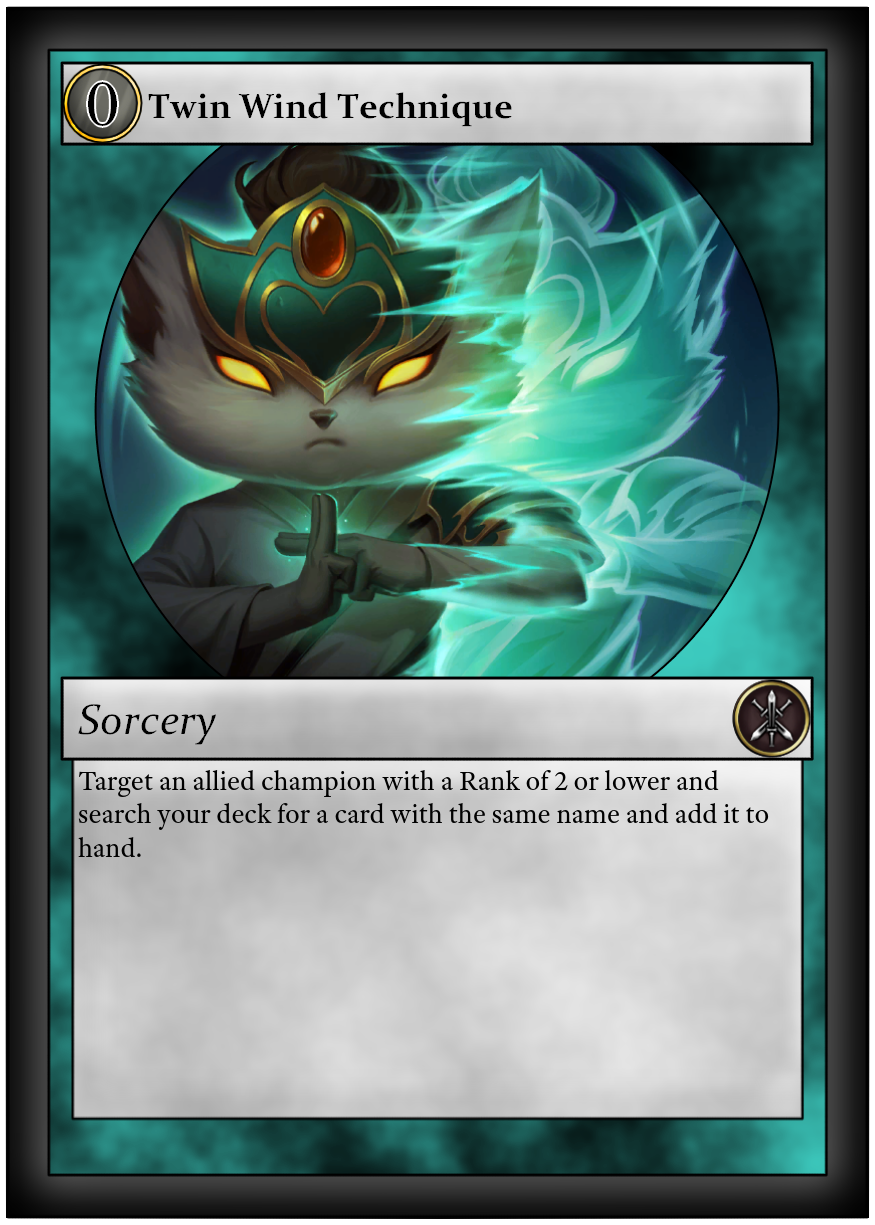 0 Twin Wind Technique
Sorcery
Target an allied champion with a Rank of 2 or lower and
search your deck for a card with the same name and add it to
hand.